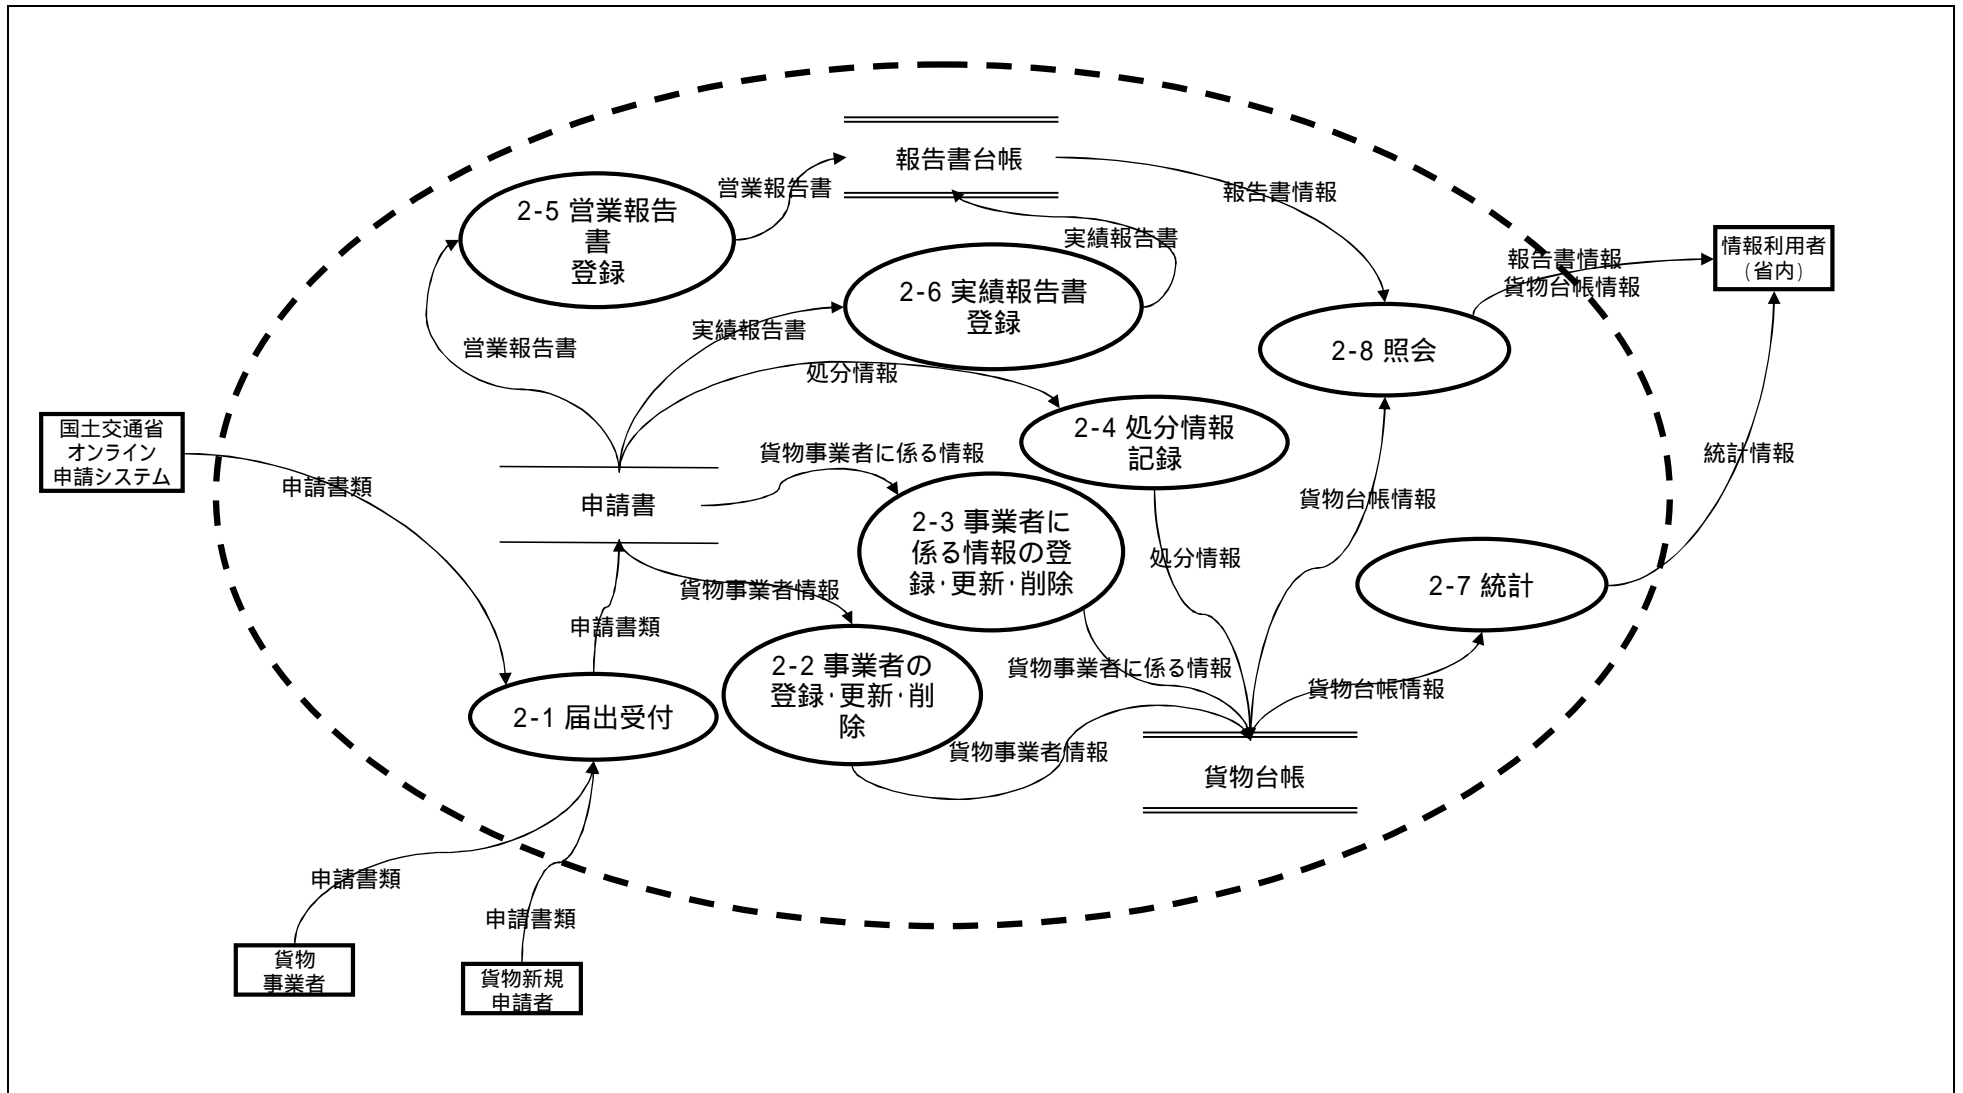 報告書台帳
営業報告書
報告書情報
2-5 営業報告
書
登録
実績報告書
情報利用者
(省内)
報告書情報
貨物台帳情報
2-6 実績報告書
登録
実績報告書
営業報告書
2-8 照会
処分情報
国土交通省
オンライン
申請システム
2-4 処分情報
記録
貨物事業者に係る情報
統計情報
申請書類
申請書
貨物台帳情報
2-3 事業者に
係る情報の登
録・更新・削除
処分情報
2-7 統計
貨物事業者情報
申請書類
2-2 事業者の
登録・更新・削
除
貨物事業者に係る情報
貨物台帳情報
2-1 届出受付
貨物事業者情報
貨物台帳
申請書類
申請書類
貨物
事業者
貨物新規
申請者